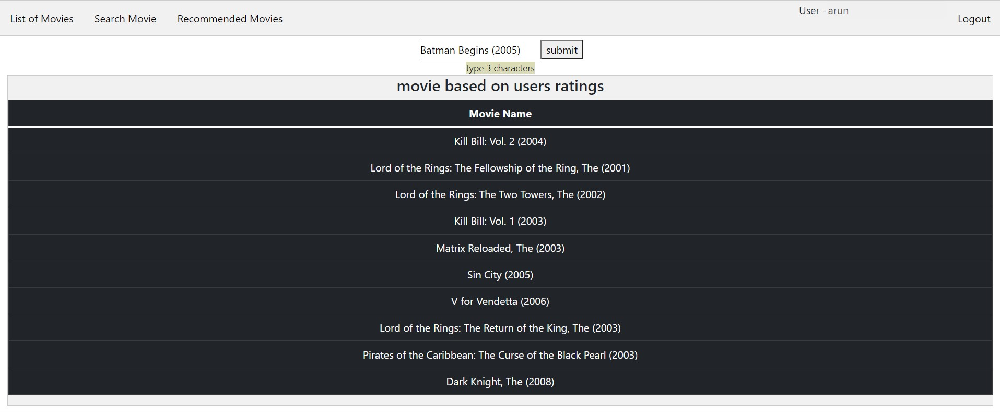 List of Movies Search Movie Recommended Movies User - arun Logout
Batman Begins (2005) submit
type 3 characters
movie based on users ratings
Movie Name
Kill Bill: Vol. 2 (2004)
Lord of the Rings: The Fellowship of the Ring, The (2001)
Lord of the Rings: The Two Towers, The (2002)
Kill Bill: Vol. 1 (2003)
Matrix Reloaded, The (2003)
Sin City (2005)
V for Vendetta (2006)
Lord of the Rings: The Return of the King, The (2003)
Pirates of the Caribbean: The Curse of the Black Pearl (2003)
Dark Knight, The (2008)